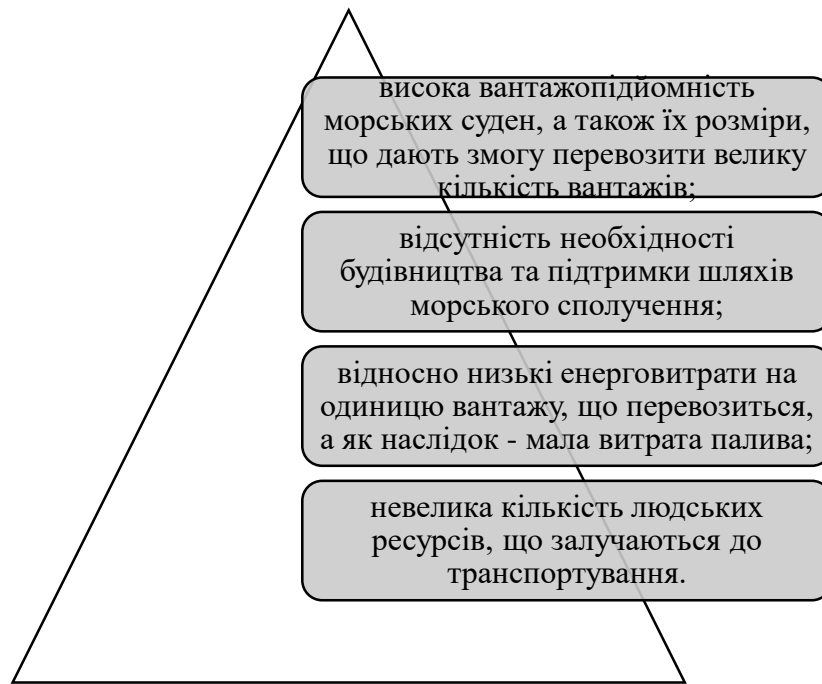 висока вантажопідйомність
морських суден, а також їх розміри,
що дають змогу перевозити велику
кількість вантажів;
відсутність необхідності
будівництва та підтримки шляхів
морського сполучення;
відносно низькі енерговитрати на
одиницю вантажу, що перевозиться,
а як наслідок - мала витрата палива;
невелика кількість людських
ресурсів, що залучаються до
транспортування.